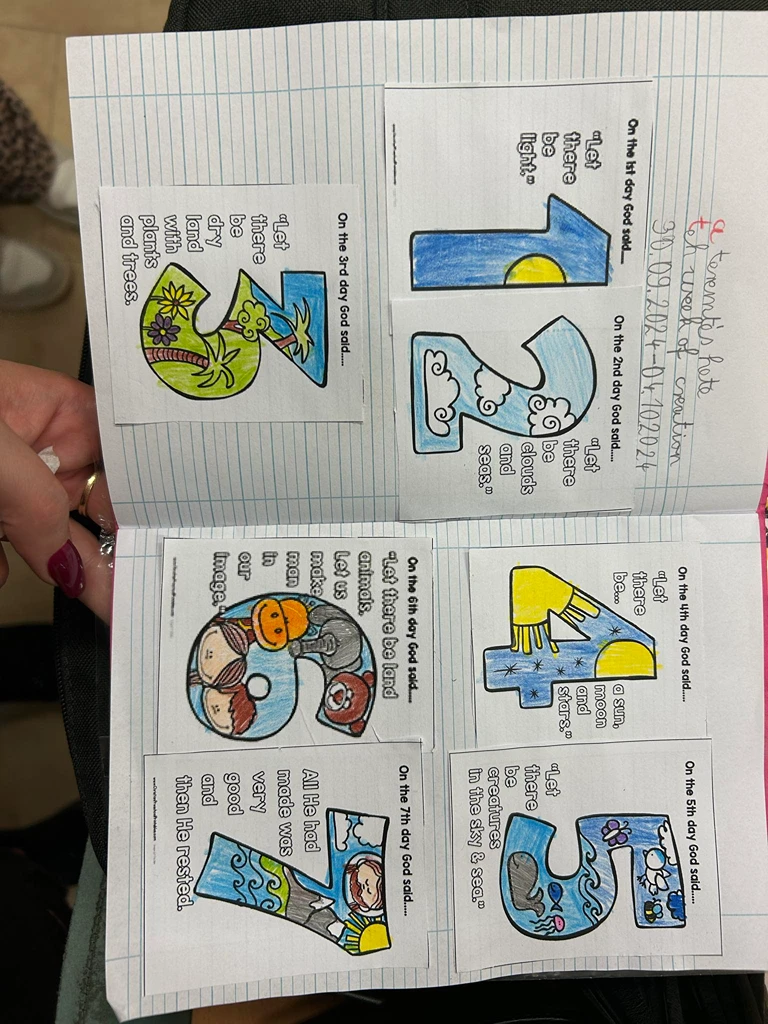 a teremtés hete
th week of creation
30.09.2024-04.102024
On the 1st day God said....
"Let
there
be
light."
On the 2nd day God said.....
"Let
there
be
clouds
and
seas."
On the 3rd day God said.....
"Let
there
be
dry
land
with
plants
and trees.
On the 4th day God said.....
"Let
there
be...
a sun,
moon
and
stars."
On the 5th day God said.....
"Let
there
be
creatures
in the sky & sea."
On the 6th day God said.....
"Let there be land
animals.
Let us
make
man
in
our
image."
On the 7th day God said.....
All He had
made was
very
good
and
then He rested.